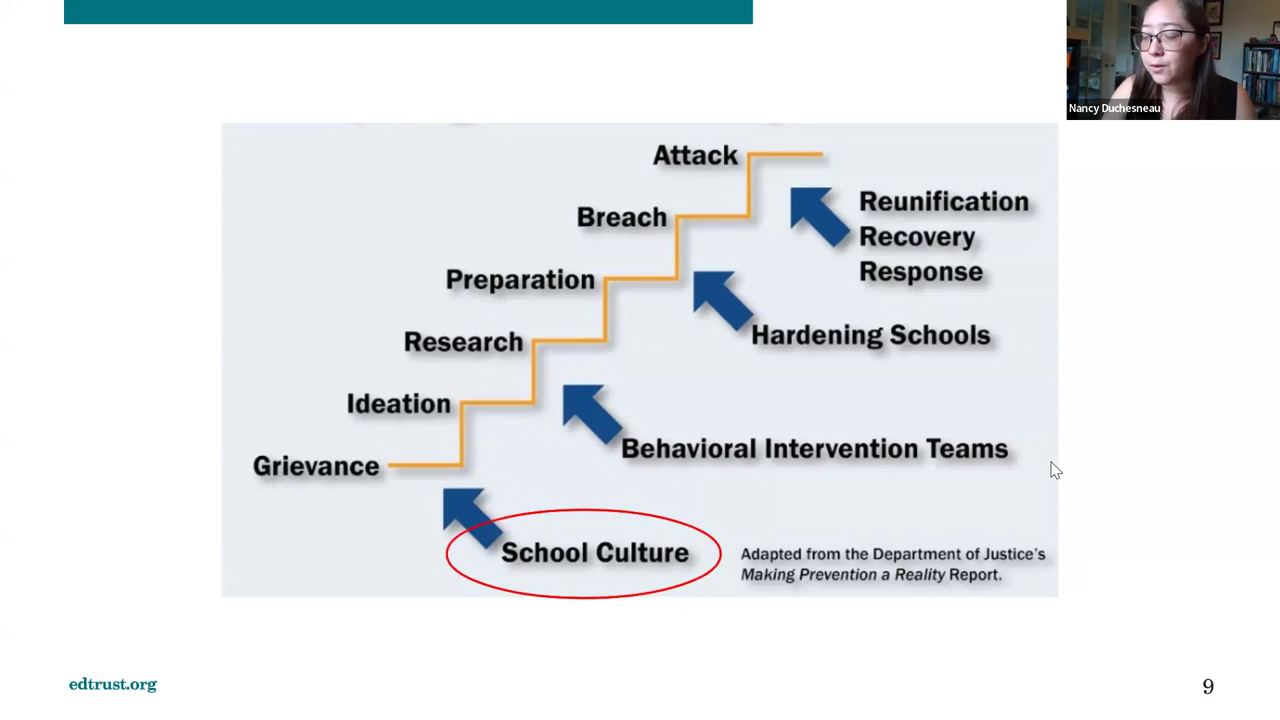 Nancy Duchesneau
Attack
Breach
Preparation
Research
Ideation
Grievance
Reunification
Recovery
Response
Hardening Schools
Behavioral Intervention Teams
School Culture
Adapted from the Department of Justice’s
Making Prevention a Reality Report.
edtrust.org
9